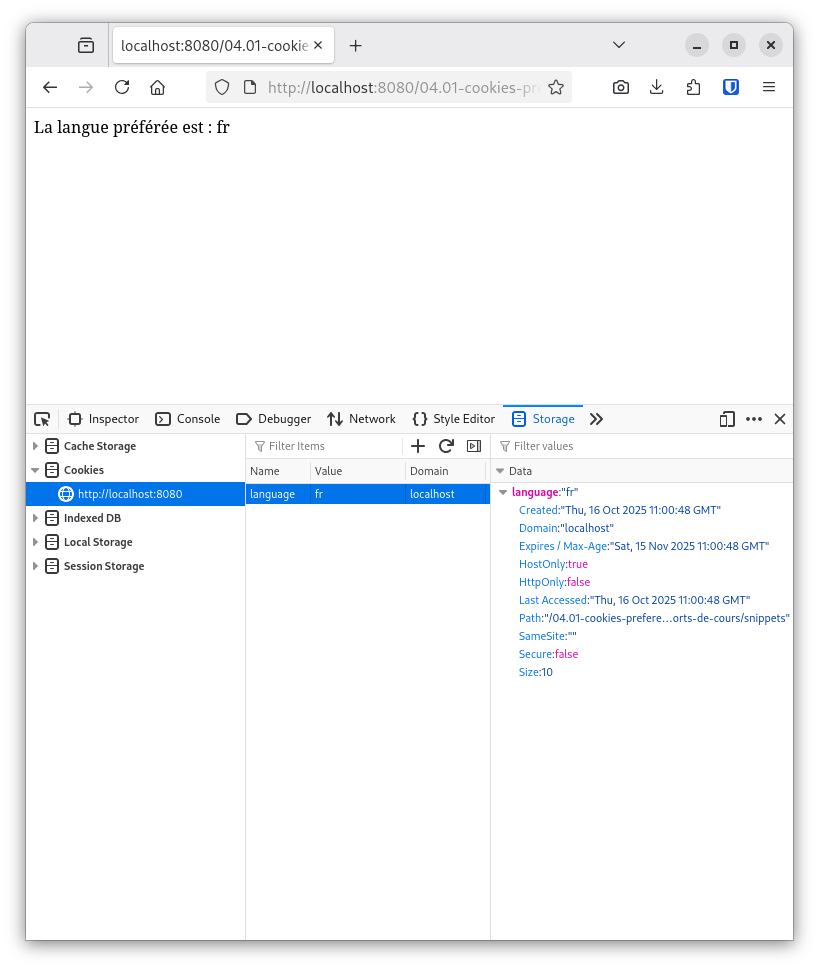 localhost:8080/04.01-cookie
http://localhost:8080/04.01-cookies-pre
La langue préférée est : fr
Inspector Console Debugger Network Style Editor Storage
Cache Storage
Cookies
http://localhost:8080
Indexed DB
Local Storage
Session Storage
Filter Items
Name Value Domain
language fr localhost
Filter values
Data
language:"fr"
Created:"Thu, 16 Oct 2025 11:00:48 GMT"
Domain:"localhost"
Expires / Max-Age:"Sat, 15 Nov 2025 11:00:48 GMT"
HostOnly:true
HttpOnly:false
Last Accessed:"Thu, 16 Oct 2025 11:00:48 GMT"
Path:"/04.01-cookies-prefere…orts-de-cours/snippets"
SameSite:""
Secure:false
Size:10